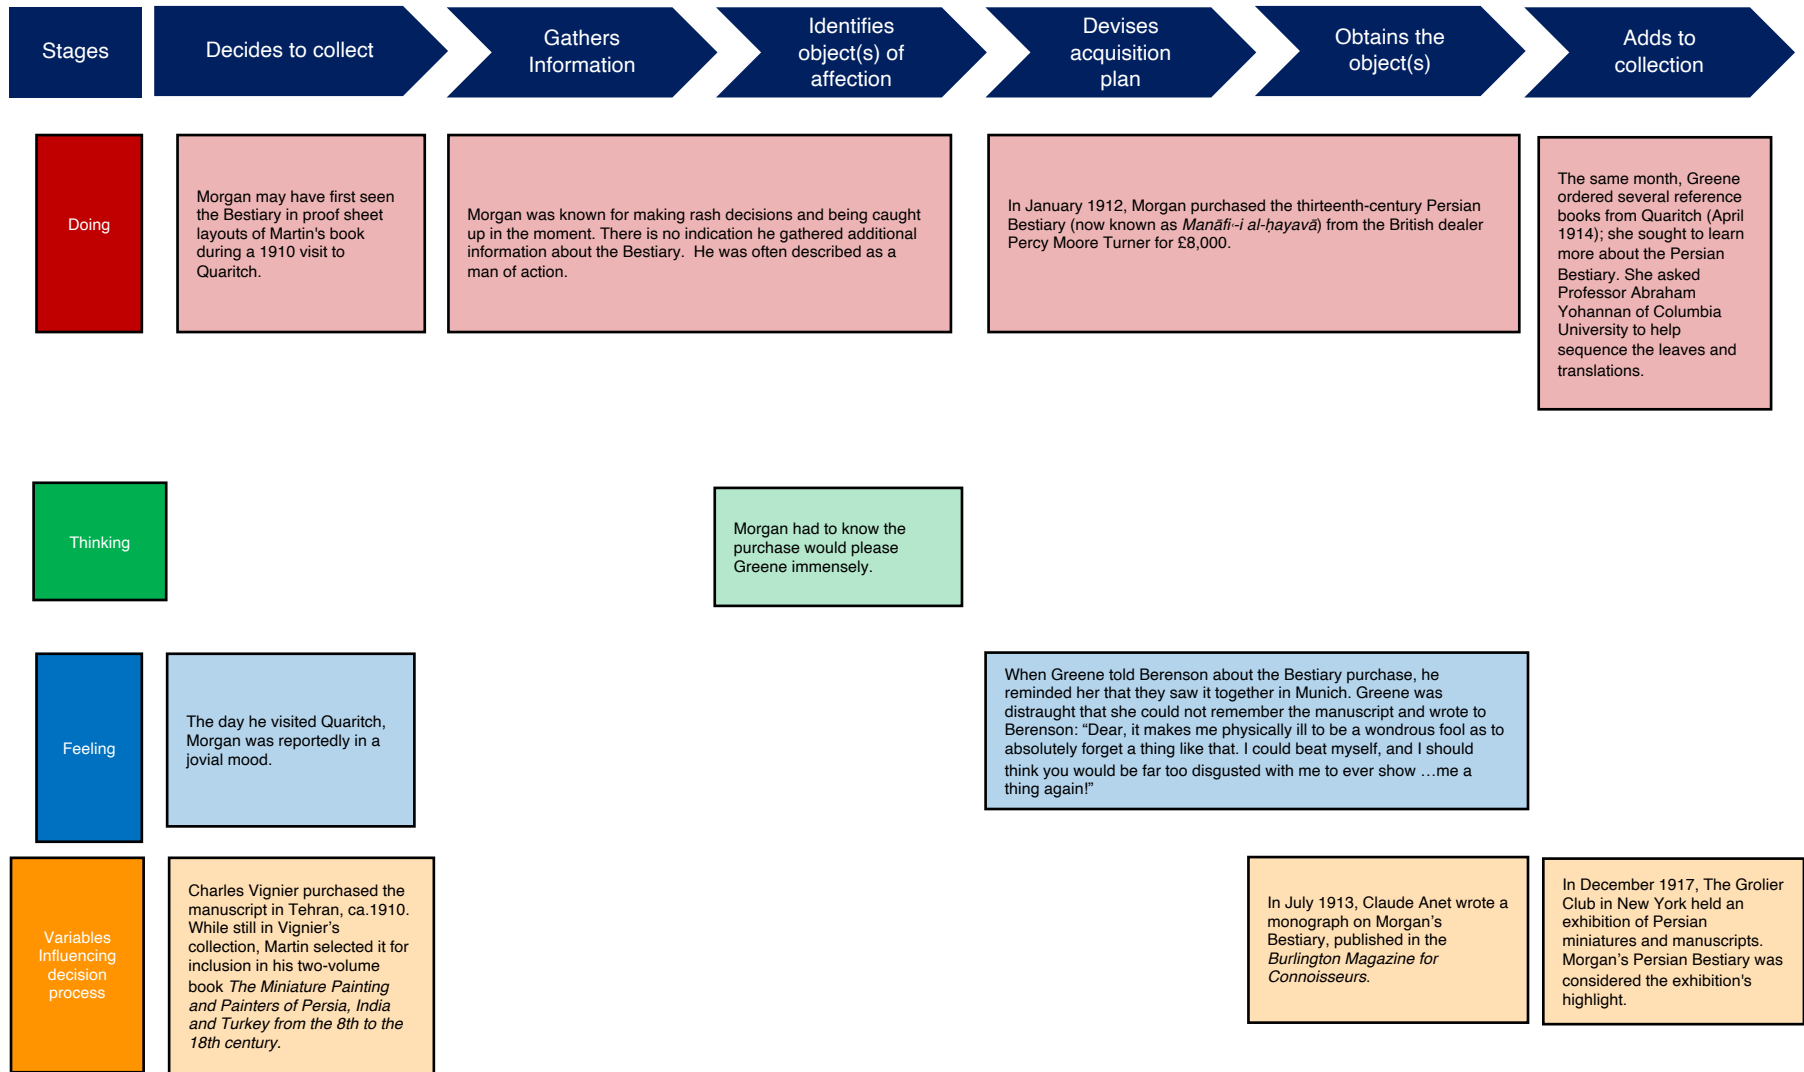 Stages
Decides to collect
Gathers
Information
Identifies
object(s) of
affection
Devises
acquisition
plan
Obtains the
object(s)
Adds to
collection
Doing
Morgan may have first seen
the Bestiary in proof sheet
layouts of Martin's book
during a 1910 visit to
Quaritch.
Morgan was known for making rash decisions and being caught
up in the moment. There is no indication he gathered additional
information about the Bestiary.  He was often described as a
man of action.
In January 1912, Morgan purchased the thirteenth-century Persian
Bestiary (now known as Manāfiʻ-i al-ḥayavā) from the British dealer
Percy Moore Turner for £8,000.
The same month, Greene
ordered several reference
books from Quaritch (April
1914); she sought to learn
more about the Persian
Bestiary. She asked
Professor Abraham
Yohannan of Columbia
University to help
sequence the leaves and
translations.
Thinking
Morgan had to know the
purchase would please
Greene immensely.
Feeling
The day he visited Quaritch,
Morgan was reportedly in a
jovial mood.
When Greene told Berenson about the Bestiary purchase, he
reminded her that they saw it together in Munich. Greene was
distraught that she could not remember the manuscript and wrote to
Berenson: “Dear, it makes me physically ill to be a wondrous fool as to
absolutely forget a thing like that. I could beat myself, and I should
think you would be far too disgusted with me to ever show …me a
thing again!”
Variables
Influencing
decision
process
Charles Vignier purchased the
manuscript in Tehran, ca.1910.
While still in Vignier’s
collection, Martin selected it for
inclusion in his two-volume
book The Miniature Painting
and Painters of Persia, India
and Turkey from the 8th to the
18th century.
In July 1913, Claude Anet wrote a
monograph on Morgan’s
Bestiary, published in the
Burlington Magazine for
Connoisseurs.
In December 1917, The Grolier
Club in New York held an
exhibition of Persian
miniatures and manuscripts.
Morgan’s Persian Bestiary was
considered the exhibition's
highlight.